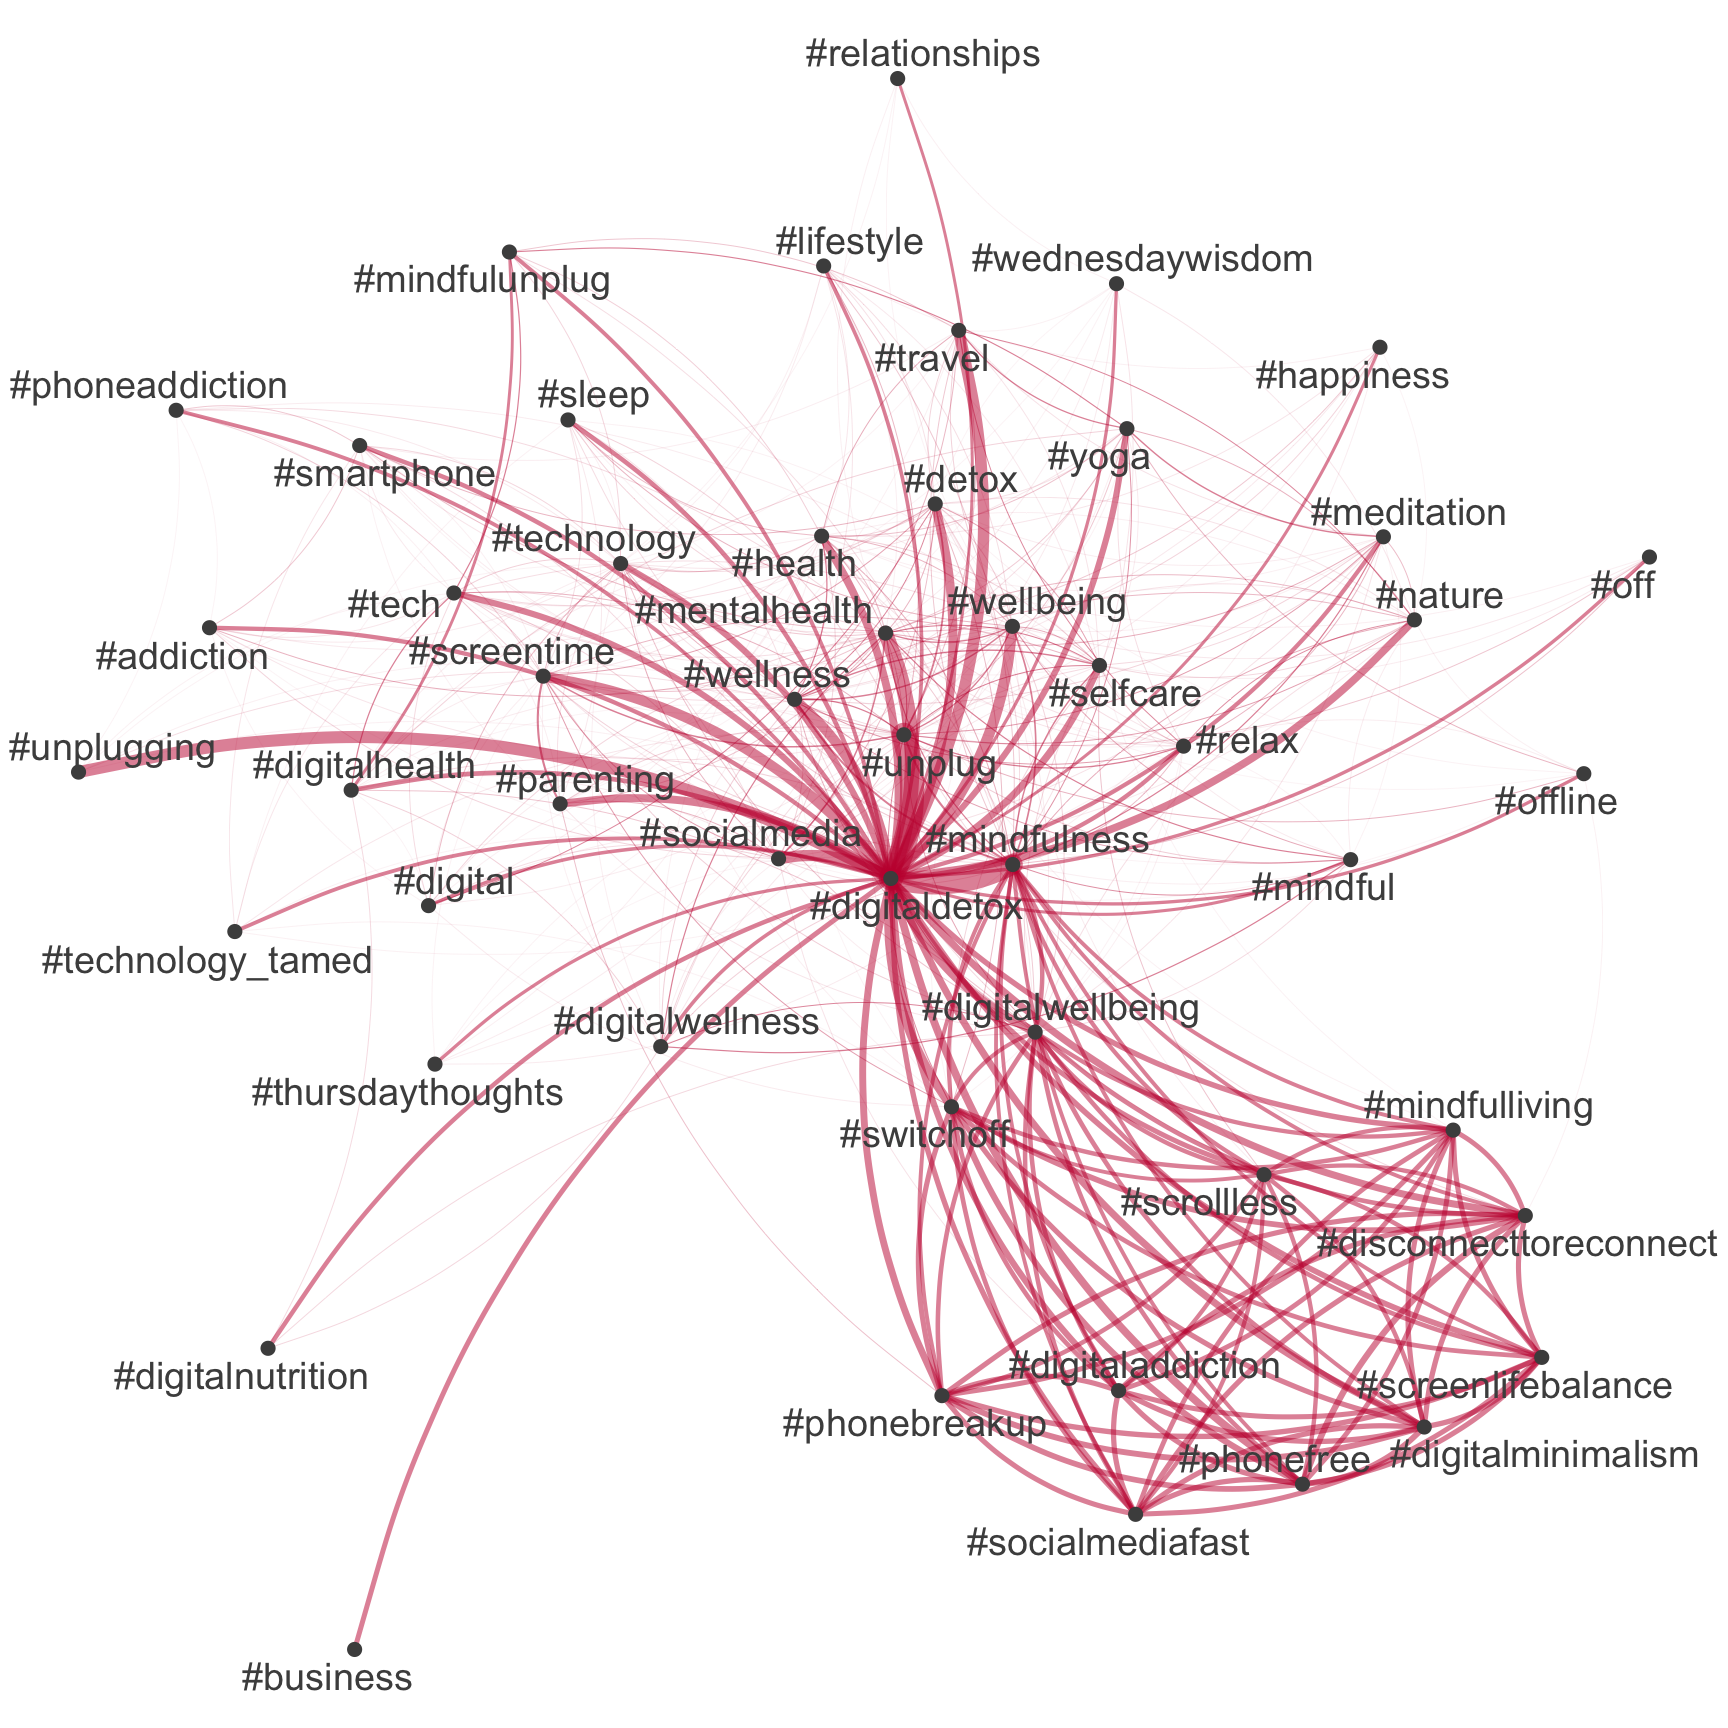 #relationships
#lifestyle
#wednesdaywisdom
#mindfulunplug
#travel
#happiness
#phoneaddiction
#sleep
#yoga
#smartphone
#detox
#meditation
#technology
#health
#off
#nature
#tech
#mentalhealth
#wellbeing
#addiction
#screentime
#wellness
#selfcare
#unplugging
#digitalhealth
#parenting
#unplug
#relax
#offline
#socialmedia
#mindfulness
#digital
#digitaldetox
#mindful
#technology_tamed
#digitalwellness
#digitalwellbeing
#thursdaythoughts
#switchoff
#mindfulliving
#scrollless
#disconnecttoreconnect
#digitalnutrition
#digitaladdiction
#screenlifebalance
#phonebreakup
#phonefree
#digitalminimalism
#socialmediafast
#business